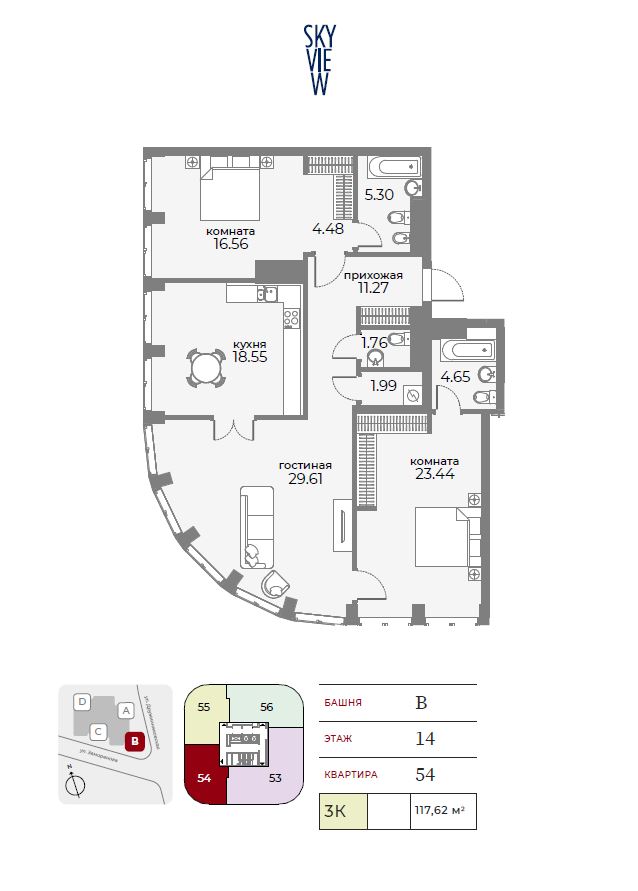 SKY
VIE
W
5.30
4.48
комната
16.56
прихожая
11.27
1.76
кухня
18.55
4.65
1.99
гостиная
29.61
комната
23.44
D
A
C
B
ул. Дружинниковская
ул. Заморенова
N
55
56
54
53
БАШНЯ B
ЭТАЖ 14
КВАРТИРА 54
3К 117,62 м²